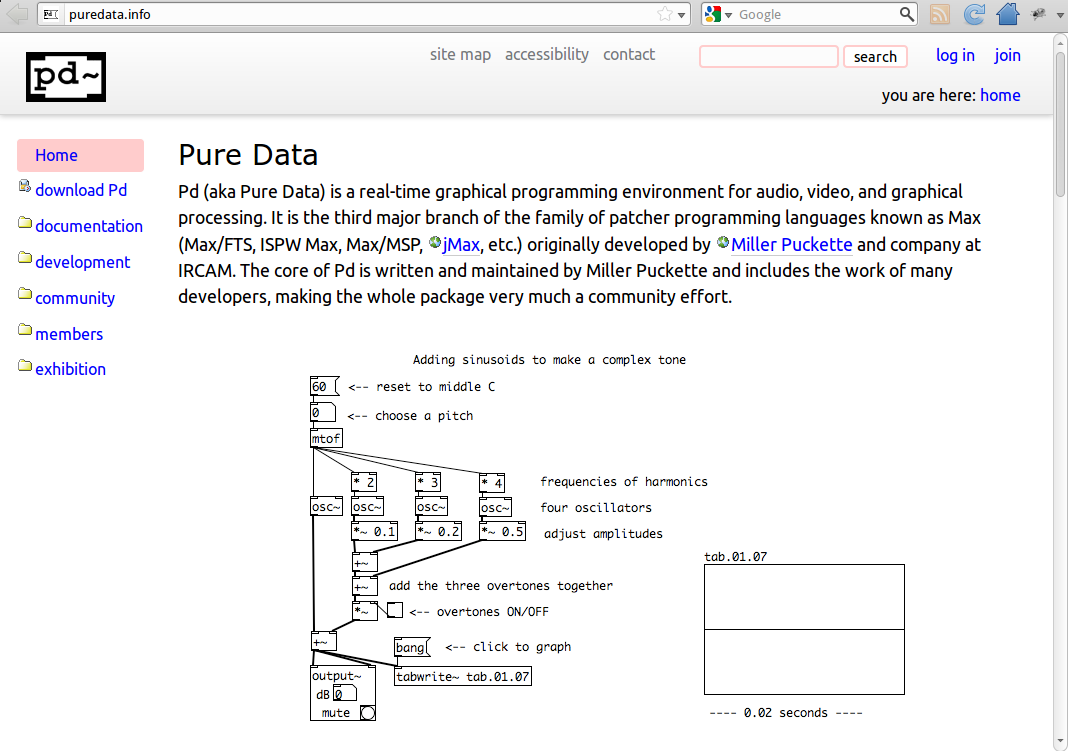 puredata.info
Google
pd~
site map accessibility contact
search
log in join
you are here: home
Home
download Pd
documentation
development
community
members
exhibition
Pure Data
Pd (aka Pure Data) is a real-time graphical programming environment for audio, video, and graphical
processing. It is the third major branch of the family of patcher programming languages known as Max
(Max/FTS, ISPW Max, Max/MSP, jMax, etc.) originally developed by Miller Puckette and company at
IRCAM. The core of Pd is written and maintained by Miller Puckette and includes the work of many
developers, making the whole package very much a community effort.
Adding sinusoids to make a complex tone
60 <-- reset to middle C
0 <-- choose a pitch
mtof
* 2 * 3 * 4 frequencies of harmonics
osc~ osc~ osc~ osc~ four oscillators
*~ 0.1 *~ 0.2 *~ 0.5 adjust amplitudes
+~
+~ add the three overtones together
*~ <-- overtones ON/OFF
+~
bang <-- click to graph
tabwrite~ tab.01.07
output~
dB 0
mute
tab.01.07
---- 0.02 seconds ----